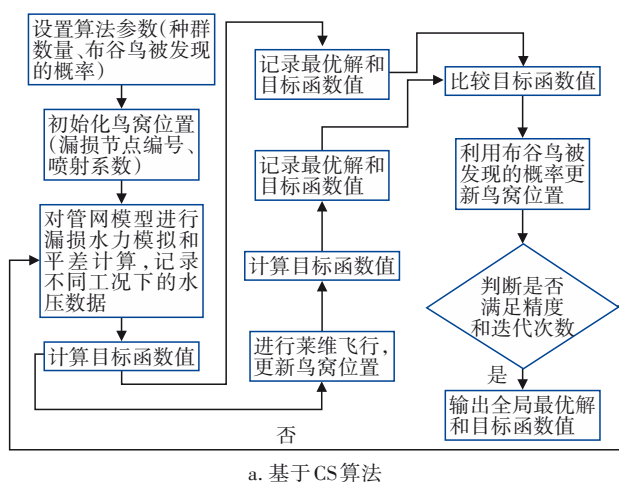 设置算法参数(种群
数量、布谷鸟被发现
的概率)
初始化鸟窝位置
(漏损节点编号、
喷射系数)
对管网模型进行
漏损水力模拟和
平差计算,记录
不同工况下的水
压数据
计算目标函数值
记录最优解和
目标函数值
记录最优解和
目标函数值
计算目标函数值
进行莱维飞行,
更新鸟窝位置
比较目标函数值
利用布谷鸟被
发现的概率更
新鸟窝位置
判断是否
满足精度
和迭代次数
是
输出全局最优解
和目标函数值
否
a. 基于CS算法